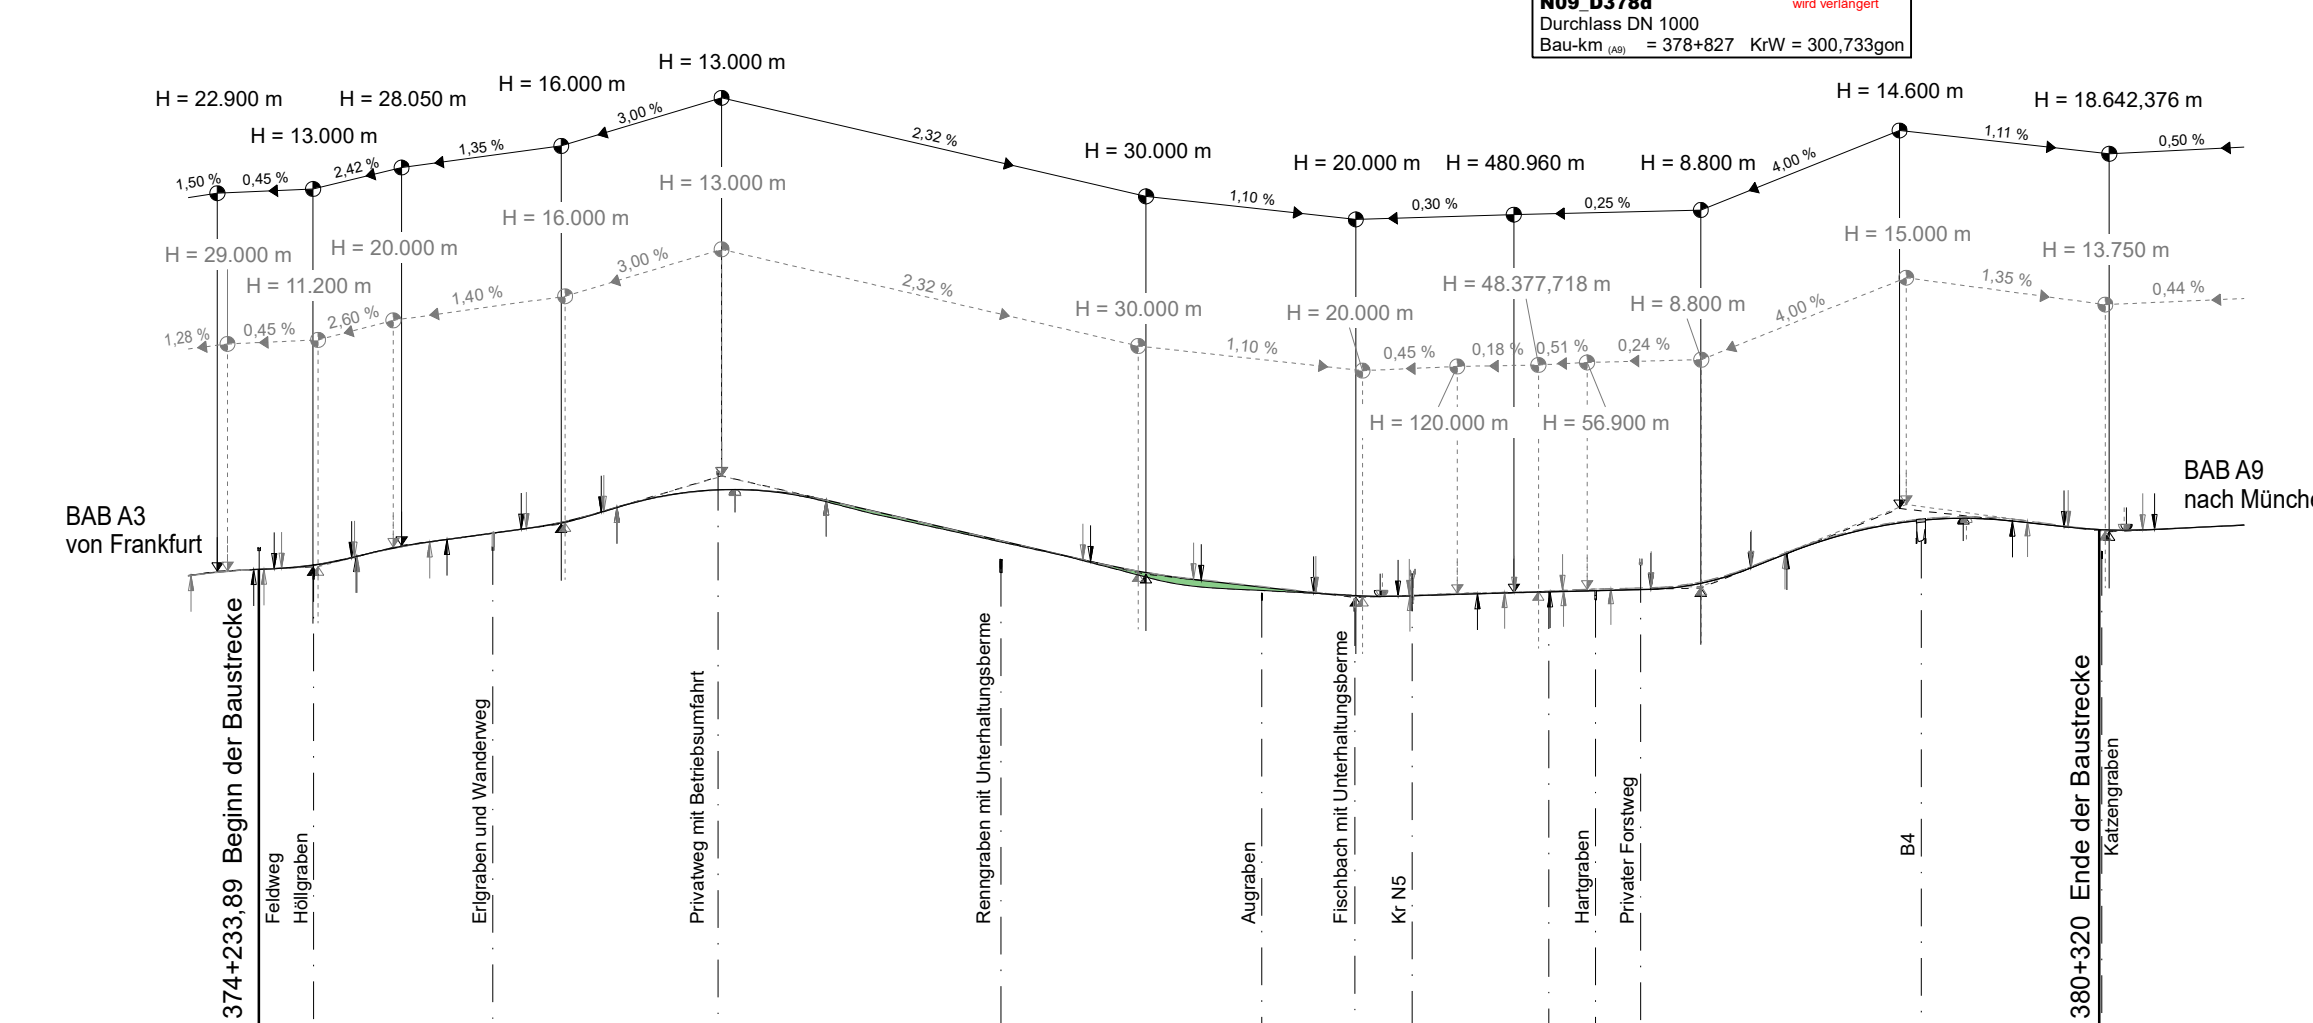 N09_D378d
wird verlängert
Durchlass DN 1000
Bau-km (A9) = 378+827 KrW = 300,733gon
H = 22.900 m
H = 13.000 m
H = 28.050 m
H = 16.000 m
H = 13.000 m
H = 30.000 m
H = 20.000 m
H = 480.960 m
H = 8.800 m
H = 14.600 m
H = 18.642,376 m
1,50 %
0,45 %
2,42 %
1,35 %
3,00 %
2,32 %
1,10 %
0,30 %
0,25 %
4,00 %
1,11 %
0,50 %
H = 29.000 m
H = 11.200 m
H = 20.000 m
H = 16.000 m
H = 13.000 m
H = 30.000 m
H = 20.000 m
H = 48.377,718 m
H = 8.800 m
H = 15.000 m
H = 13.750 m
1,28 %
0,45 %
2,60 %
1,40 %
3,00 %
2,32 %
1,10 %
0,45 %
0,18 %
0,51 %
0,24 %
4,00 %
1,35 %
0,44 %
H = 120.000 m
H = 56.900 m
BAB A3
von Frankfurt
BAB A9
nach Münche
374+233,89 Beginn der Baustrecke
Feldweg
Höllgraben
Erlgraben und Wanderweg
Privatweg mit Betriebsumfahrt
Renngraben mit Unterhaltungsberme
Augraben
Fischbach mit Unterhaltungsberme
Kr N5
Hartgraben
Privater Forstweg
B4
380+320 Ende der Baustrecke
Katzengraben